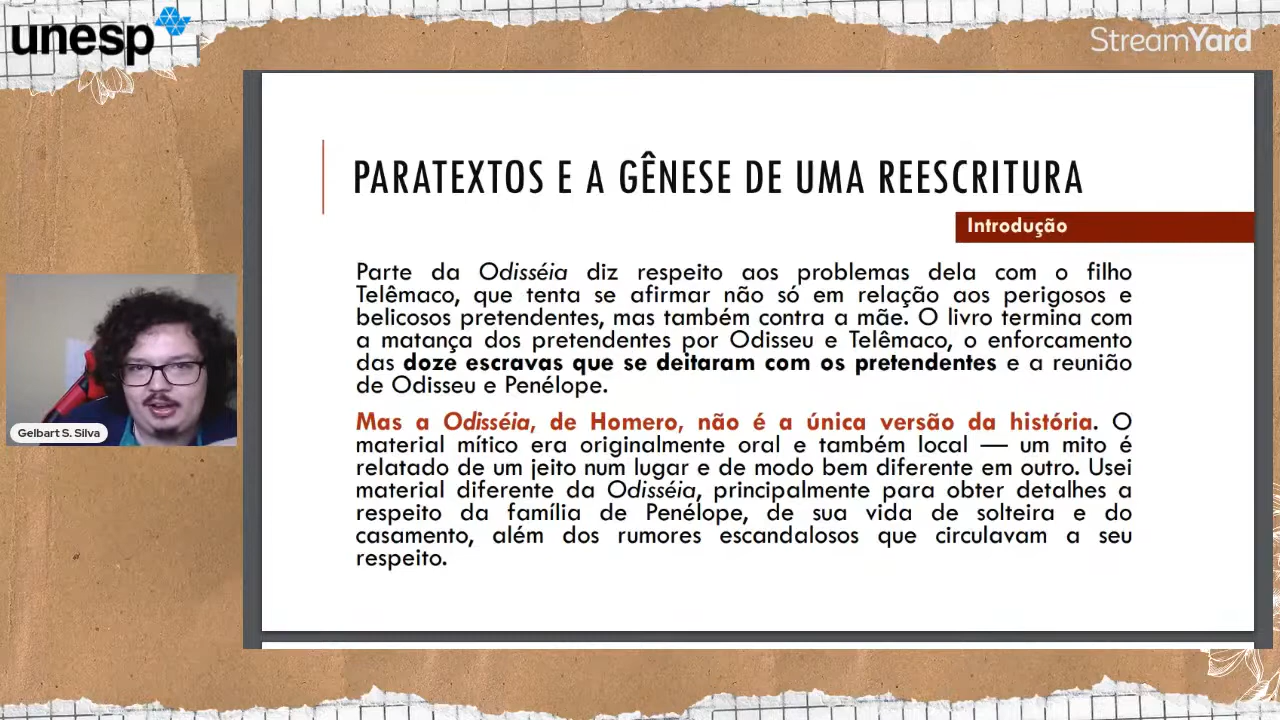 unesp
StreamYard
PARATEXTOS E A GÊNESE DE UMA REESCRITURA
Introdução
Parte da Odisséia diz respeito aos problemas dela com o filho
Telêmaco, que tenta se afirmar não só em relação aos perigosos e
belicosos pretendentes, mas também contra a mãe. O livro termina com
a matança dos pretendentes por Odisseu e Telêmaco, o enforcamento
das doze escravas que se deitaram com os pretendentes e a reunião
de Odisseu e Penélope.
Mas a Odisséia, de Homero, não é a única versão da história. O
material mítico era originalmente oral e também local — um mito é
relatado de um jeito num lugar e de modo bem diferente em outro. Usei
material diferente da Odisséia, principalmente para obter detalhes a
respeito da família de Penélope, de sua vida de solteira e do
casamento, além dos rumores escandalosos que circulavam a seu
respeito.
Gelbart S. Silva